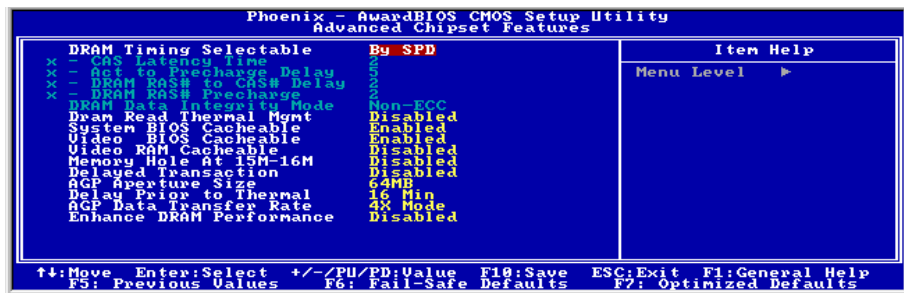 Phoenix - AwardBIOS CMOS Setup Utility
Advanced Chipset Features
DRAM Timing Selectable By SPD
x - CAS Latency Time 2
x - Act to Precharge Delay 5
x - DRAM RAS# to CAS# Delay 2
x - DRAM RAS# Precharge 2
DRAM Data Integrity Mode Non-ECC
Dram Read Thermal Mgmt Disabled
System BIOS Cacheable Enabled
Video BIOS Cacheable Enabled
Video RAM Cacheable Disabled
Memory Hole At 15M-16M Disabled
Delayed Transaction Disabled
AGP Aperture Size 64MB
Delay Prior to Thermal 16 Min
AGP Data Transfer Rate 4X Mode
Enhance DRAM Performance Disabled
Item Help
Menu Level ►
↑↓:Move Enter:Select +/-/PU/PD:Value F10:Save ESC:Exit F1:General Help
F5: Previous Values F6: Fail-Safe Defaults F7: Optimized Defaults